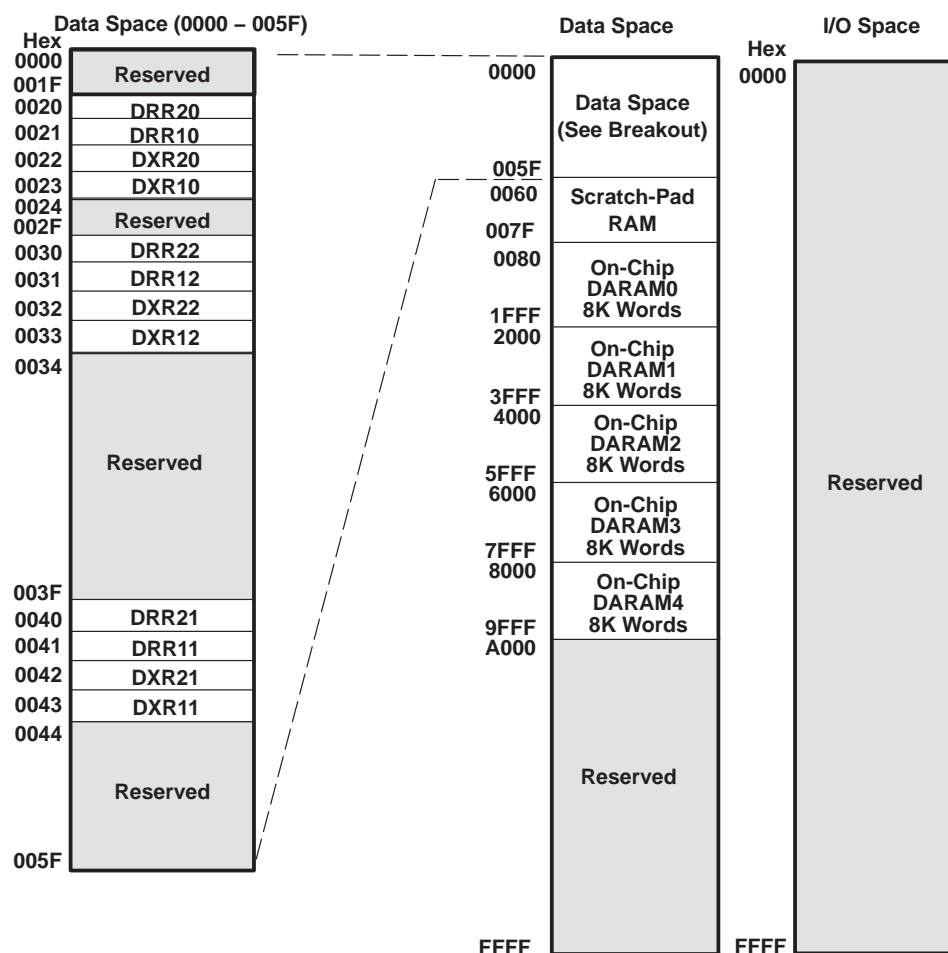 Data Space (0000 – 005F)
Hex
0000
Reserved
001F
0020
DRR20
0021
DRR10
0022
DXR20
0023
DXR10
0024
Reserved
002F
0030
DRR22
0031
DRR12
0032
DXR22
0033
DXR12
0034
Reserved
003F
0040
DRR21
0041
DRR11
0042
DXR21
0043
DXR11
0044
Reserved
005F
Data Space
0000
Data Space
(See Breakout)
005F
0060
Scratch-Pad
RAM
007F
0080
On-Chip
DARAM0
8K Words
1FFF
2000
On-Chip
DARAM1
8K Words
3FFF
4000
On-Chip
DARAM2
8K Words
5FFF
6000
On-Chip
DARAM3
8K Words
7FFF
8000
On-Chip
DARAM4
8K Words
9FFF
A000
Reserved
FFFF
I/O Space
Hex
0000
Reserved
FFFF